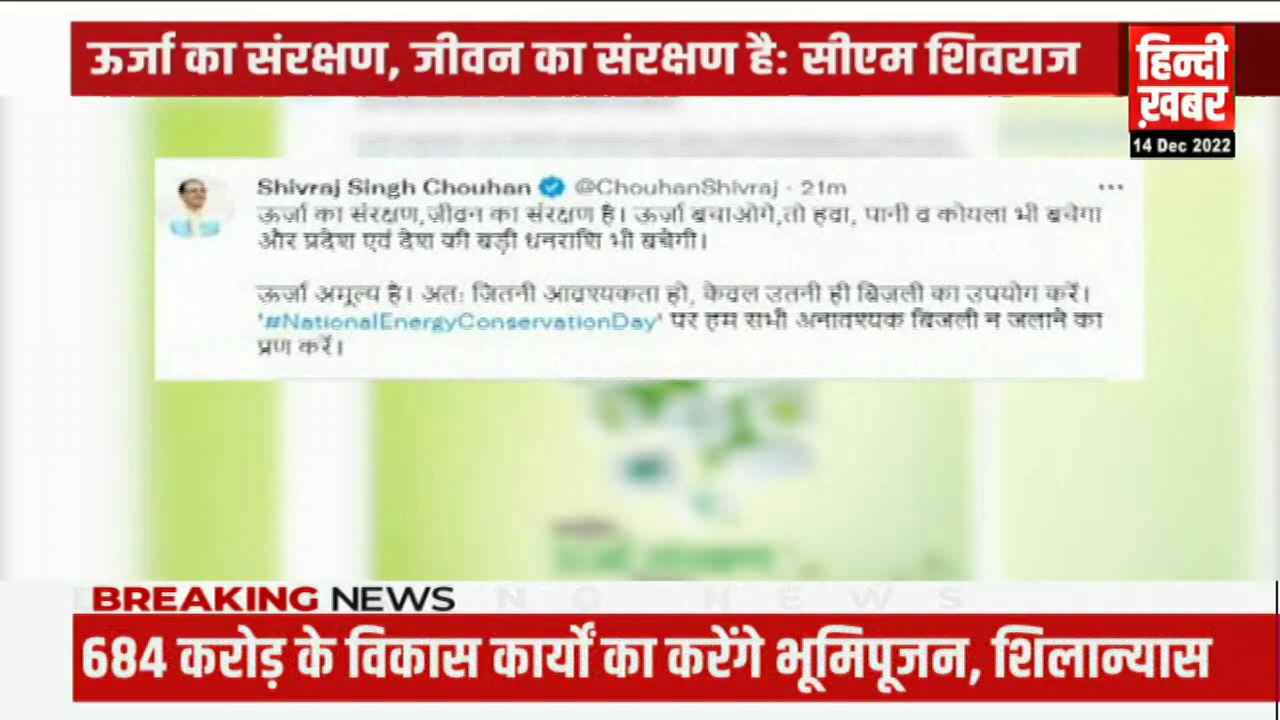 ऊर्जा का संरक्षण, जीवन का संरक्षण है: सीएम शिवराज
हिन्दी
ख़बर
14 Dec 2022
Shivraj Singh Chouhan @ChouhanShivraj · 21m
ऊर्जा का संरक्षण,जीवन का संरक्षण है। ऊर्जा बचाओगे,तो हवा, पानी व कोयला भी बचेगा
और प्रदेश एवं देश की बड़ी धनराशि भी बचेगी।
ऊर्जा अमूल्य है। अत: जितनी आवश्यकता हो, केवल उतनी ही बिजली का उपयोग करें।
'#NationalEnergyConservationDay' पर हम सभी अनावश्यक बिजली न जलाने का
प्रण करें।
BREAKING NEWS
684 करोड़ के विकास कार्यों का करेंगे भूमिपूजन, शिलान्यास